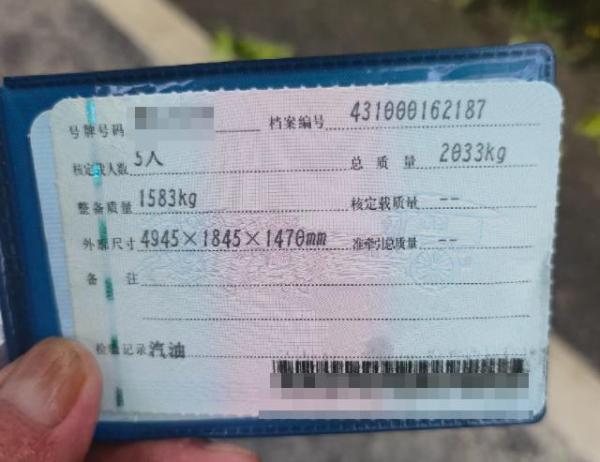 号牌号码 档案编号 431000162187
核定载人数 5人 总质量 2033kg
整备质量 1583kg 核定载质量 --
外廓尺寸 4945×1845×1470mm 准牵引总质量 --
备注
检验记录 汽油